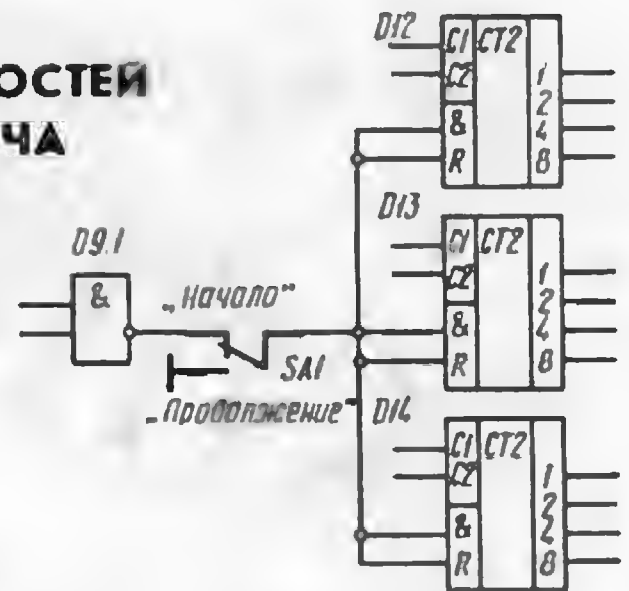 ОСТЕЙ
ЧА
D12
C1 CT2
C2
1
2
& 4
R 8
D13
C1 CT2
C2
1
2
& 4
R 8
D9.1
&
„Начало"
SA1
„Продолжение"
D14
C1 CT2
C2
1
2
& 4
R 8